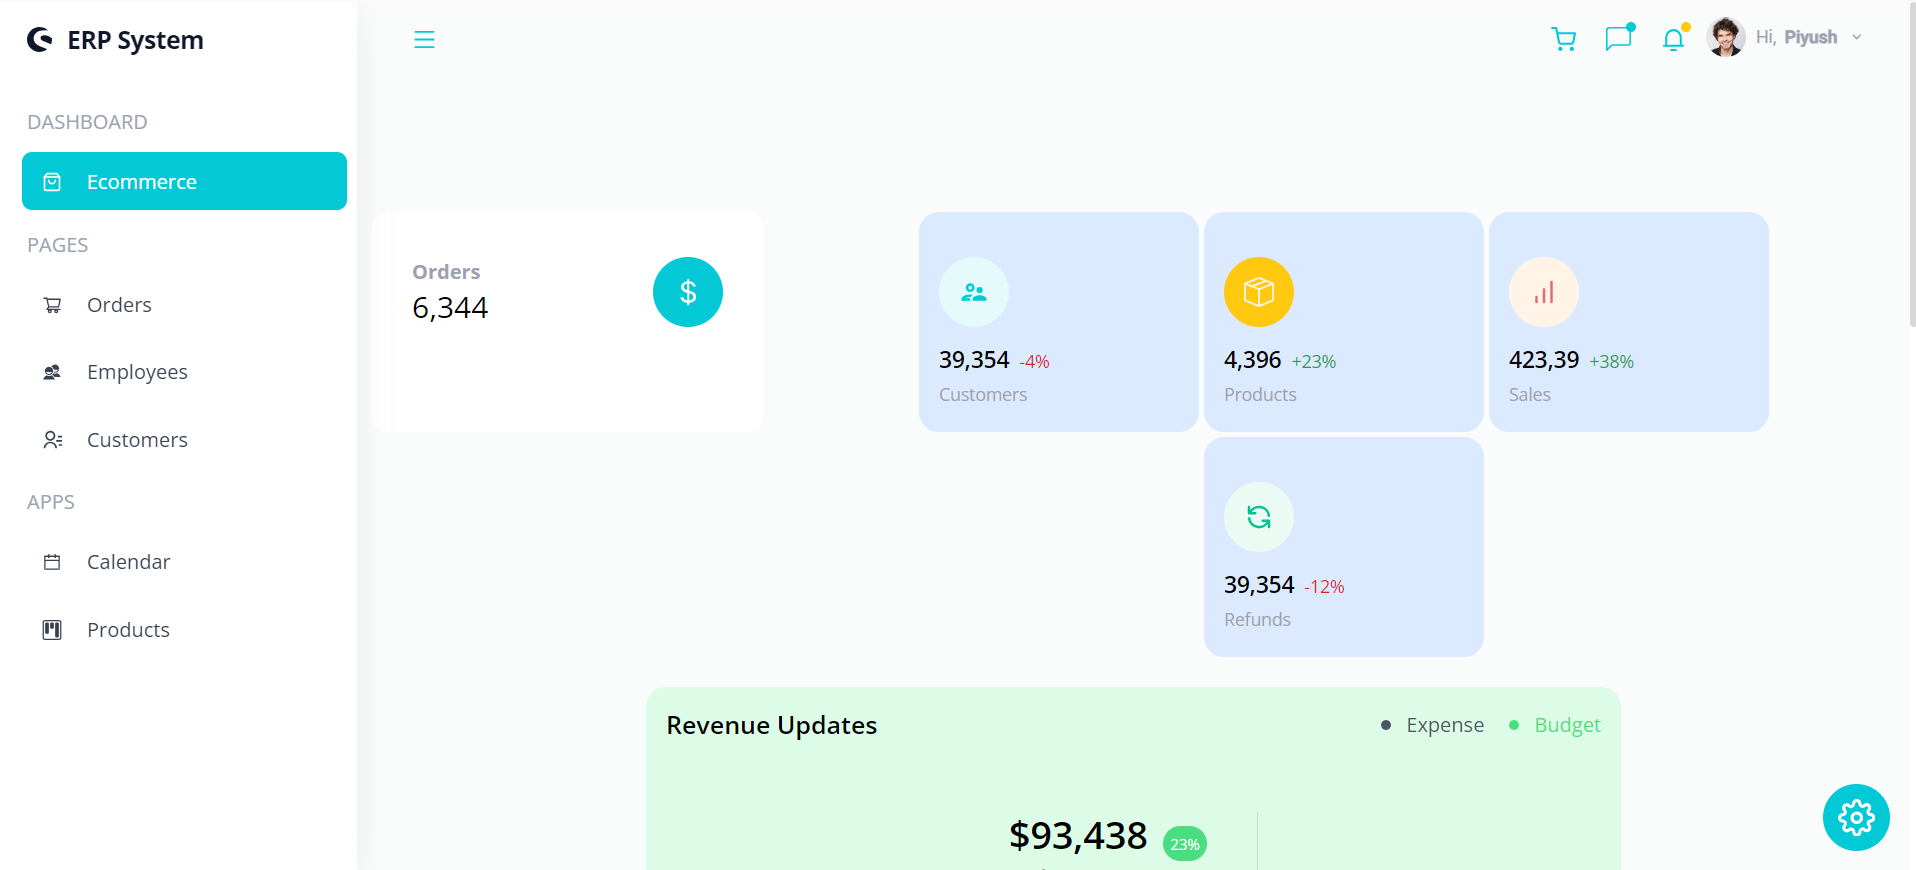 ERP System
Hi, Piyush
DASHBOARD
Ecommerce
PAGES
Orders
Employees
Customers
APPS
Calendar
Products
Orders
6,344
$
39,354 -4%
Customers
4,396 +23%
Products
423,39 +38%
Sales
39,354 -12%
Refunds
Revenue Updates
Expense
Budget
$93,438 23%